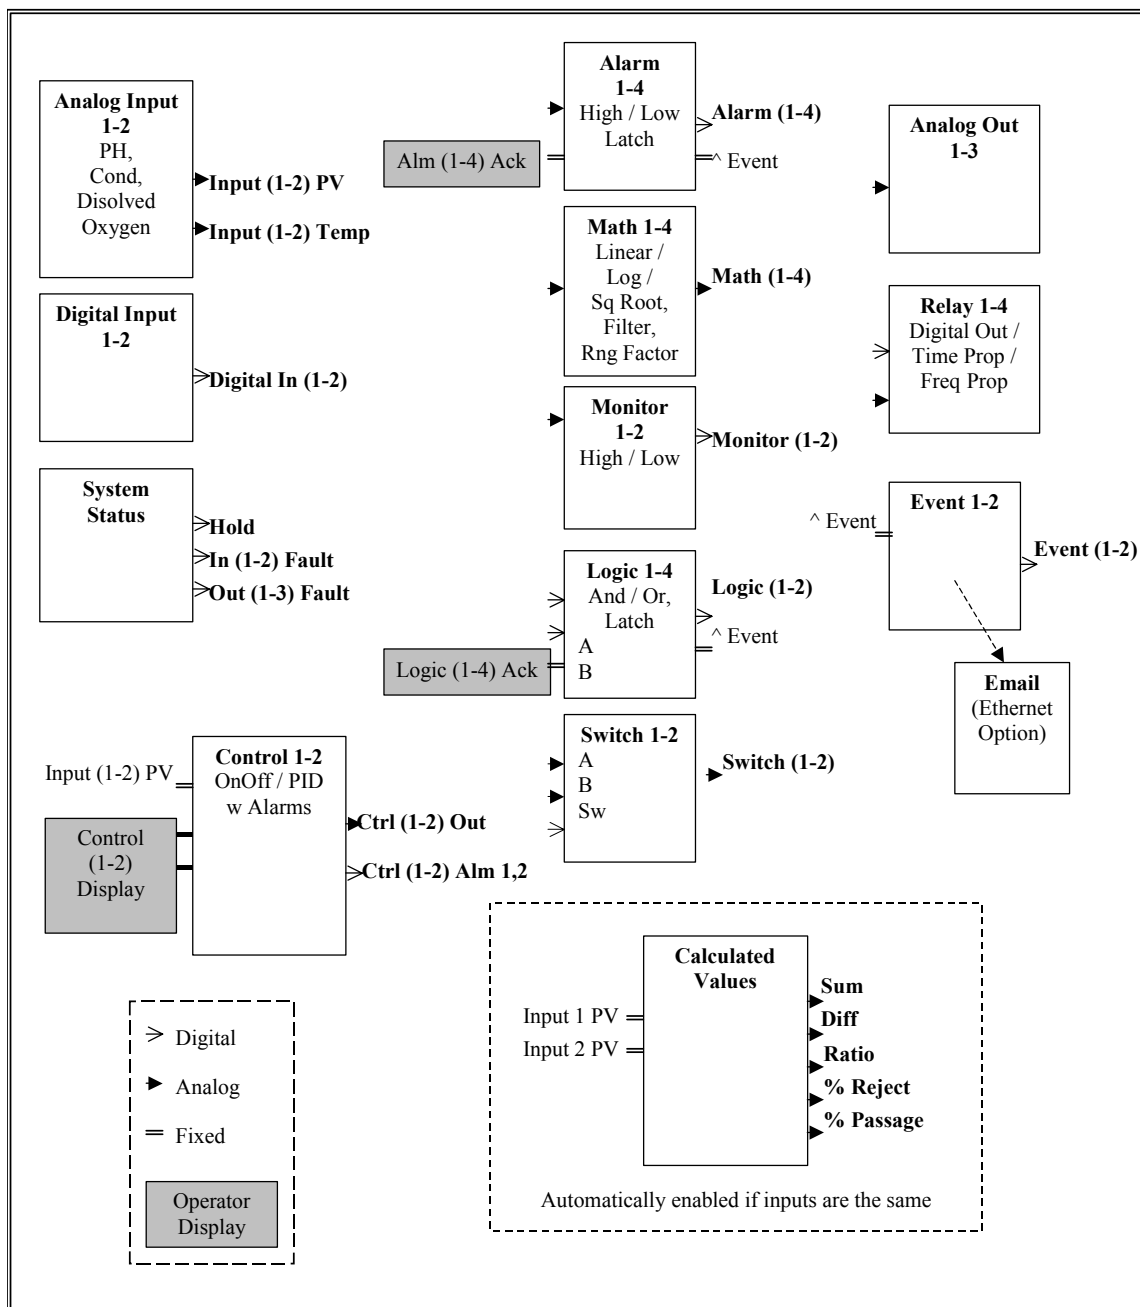 Analog Input
1-2
PH,
Cond,
Disolved
Oxygen
Input (1-2) PV
Input (1-2) Temp
Digital Input
1-2
Digital In (1-2)
System
Status
Hold
In (1-2) Fault
Out (1-3) Fault
Alarm
1-4
High / Low
Latch
Alm (1-4) Ack
Alarm (1-4)
^ Event
Math 1-4
Linear /
Log /
Sq Root,
Filter,
Rng Factor
Math (1-4)
Monitor
1-2
High / Low
Monitor (1-2)
Logic 1-4
And / Or,
Latch
A
B
Logic (1-4) Ack
Logic (1-2)
^ Event
Switch 1-2
A
B
Sw
Switch (1-2)
Analog Out
1-3
Relay 1-4
Digital Out /
Time Prop /
Freq Prop
^ Event
Event 1-2
Event (1-2)
Email
(Ethernet
Option)
Input (1-2) PV
Control
(1-2)
Display
Control 1-2
OnOff / PID
w Alarms
Ctrl (1-2) Out
Ctrl (1-2) Alm 1,2
Digital
Analog
Fixed
Operator
Display
Calculated
Values
Input 1 PV
Input 2 PV
Sum
Diff
Ratio
% Reject
% Passage
Automatically enabled if inputs are the same